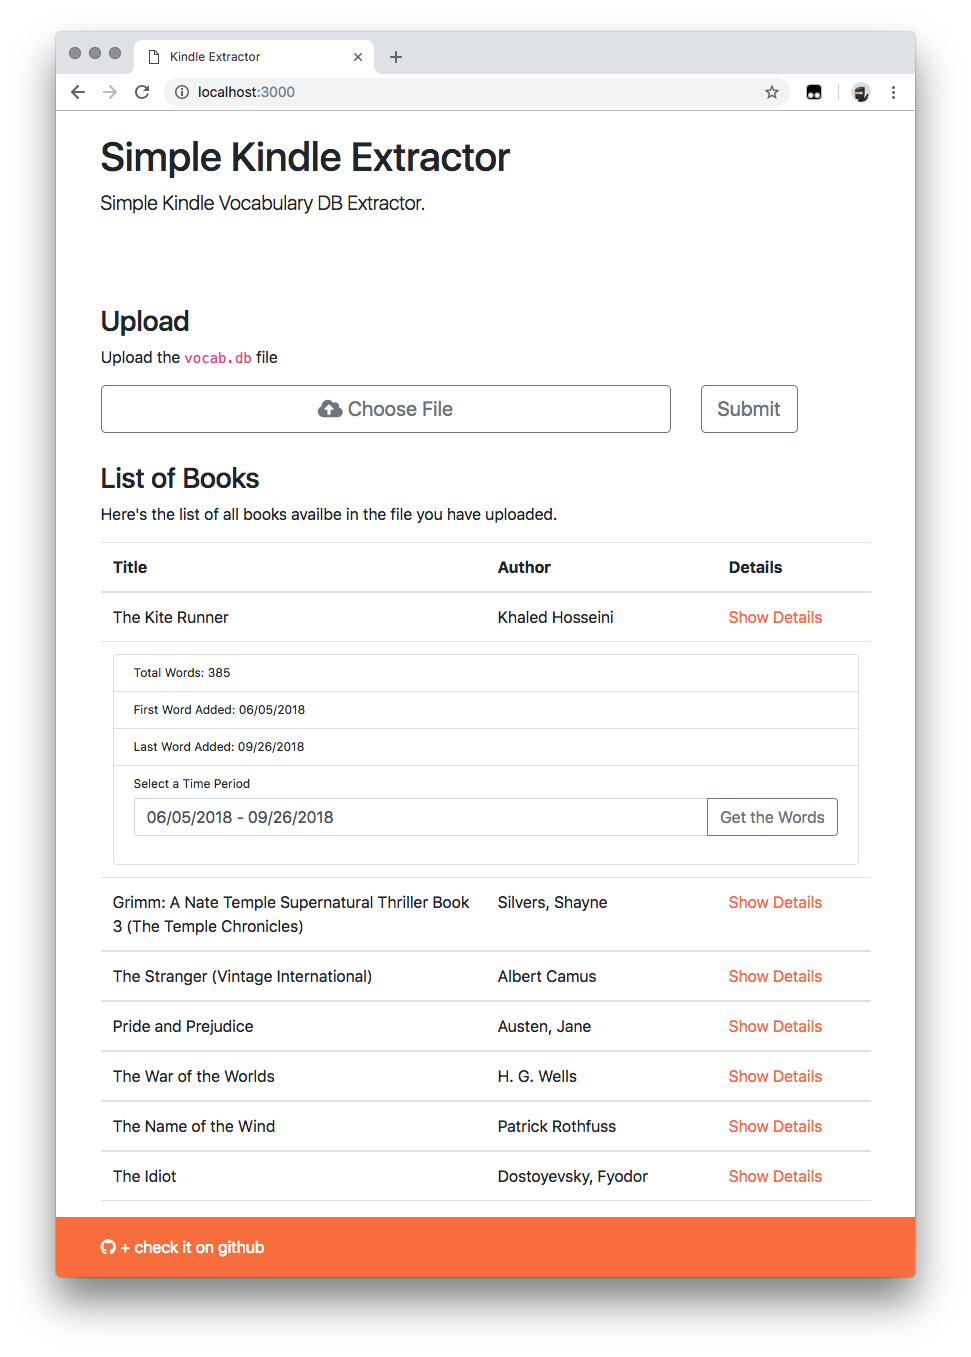 Kindle Extractor
localhost:3000
Simple Kindle Extractor
Simple Kindle Vocabulary DB Extractor.
Upload
Upload the vocab.db file
Choose File
Submit
List of Books
Here's the list of all books availbe in the file you have uploaded.
Title Author Details
The Kite Runner Khaled Hosseini Show Details
Total Words: 385
First Word Added: 06/05/2018
Last Word Added: 09/26/2018
Select a Time Period
06/05/2018 - 09/26/2018 Get the Words
Grimm: A Nate Temple Supernatural Thriller Book Silvers, Shayne Show Details
3 (The Temple Chronicles)
The Stranger (Vintage International) Albert Camus Show Details
Pride and Prejudice Austen, Jane Show Details
The War of the Worlds H. G. Wells Show Details
The Name of the Wind Patrick Rothfuss Show Details
The Idiot Dostoyevsky, Fyodor Show Details
+ check it on github